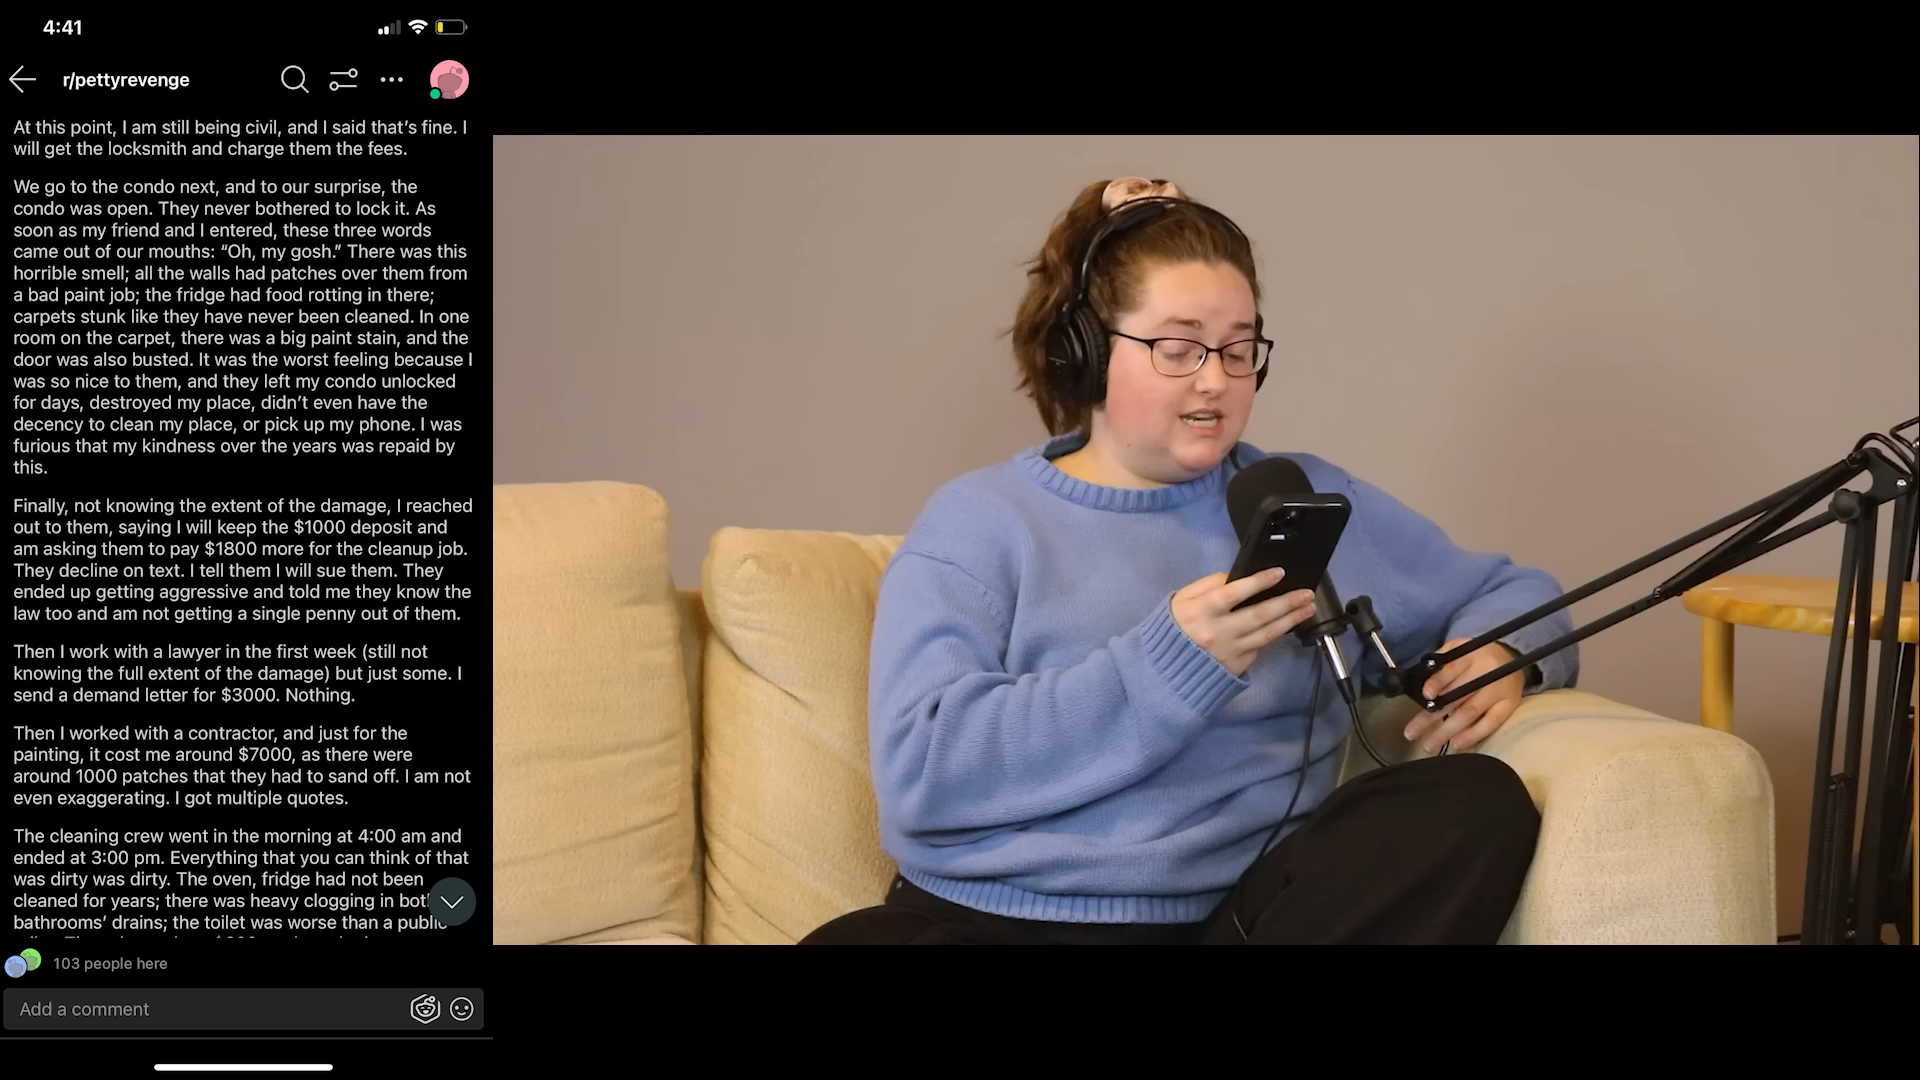 4:41
r/pettyrevenge
At this point, I am still being civil, and I said that's fine. I
will get the locksmith and charge them the fees.
We go to the condo next, and to our surprise, the
condo was open. They never bothered to lock it. As
soon as my friend and I entered, these three words
came out of our mouths: “Oh, my gosh.” There was this
horrible smell; all the walls had patches over them from
a bad paint job; the fridge had food rotting in there;
carpets stunk like they have never been cleaned. In one
room on the carpet, there was a big paint stain, and the
door was also busted. It was the worst feeling because I
was so nice to them, and they left my condo unlocked
for days, destroyed my place, didn’t even have the
decency to clean my place, or pick up my phone. I was
furious that my kindness over the years was repaid by
this.
Finally, not knowing the extent of the damage, I reached
out to them, saying I will keep the $1000 deposit and
am asking them to pay $1800 more for the cleanup job.
They decline on text. I tell them I will sue them. They
ended up getting aggressive and told me they know the
law too and am not getting a single penny out of them.
Then I work with a lawyer in the first week (still not
knowing the full extent of the damage) but just some. I
send a demand letter for $3000. Nothing.
Then I worked with a contractor, and just for the
painting, it cost me around $7000, as there were
around 1000 patches that they had to sand off. I am not
even exaggerating. I got multiple quotes.
The cleaning crew went in the morning at 4:00 am and
ended at 3:00 pm. Everything that you can think of that
was dirty was dirty. The oven, fridge had not been
cleaned for years; there was heavy clogging in both
bathrooms’ drains; the toilet was worse than a public
103 people here
Add a comment